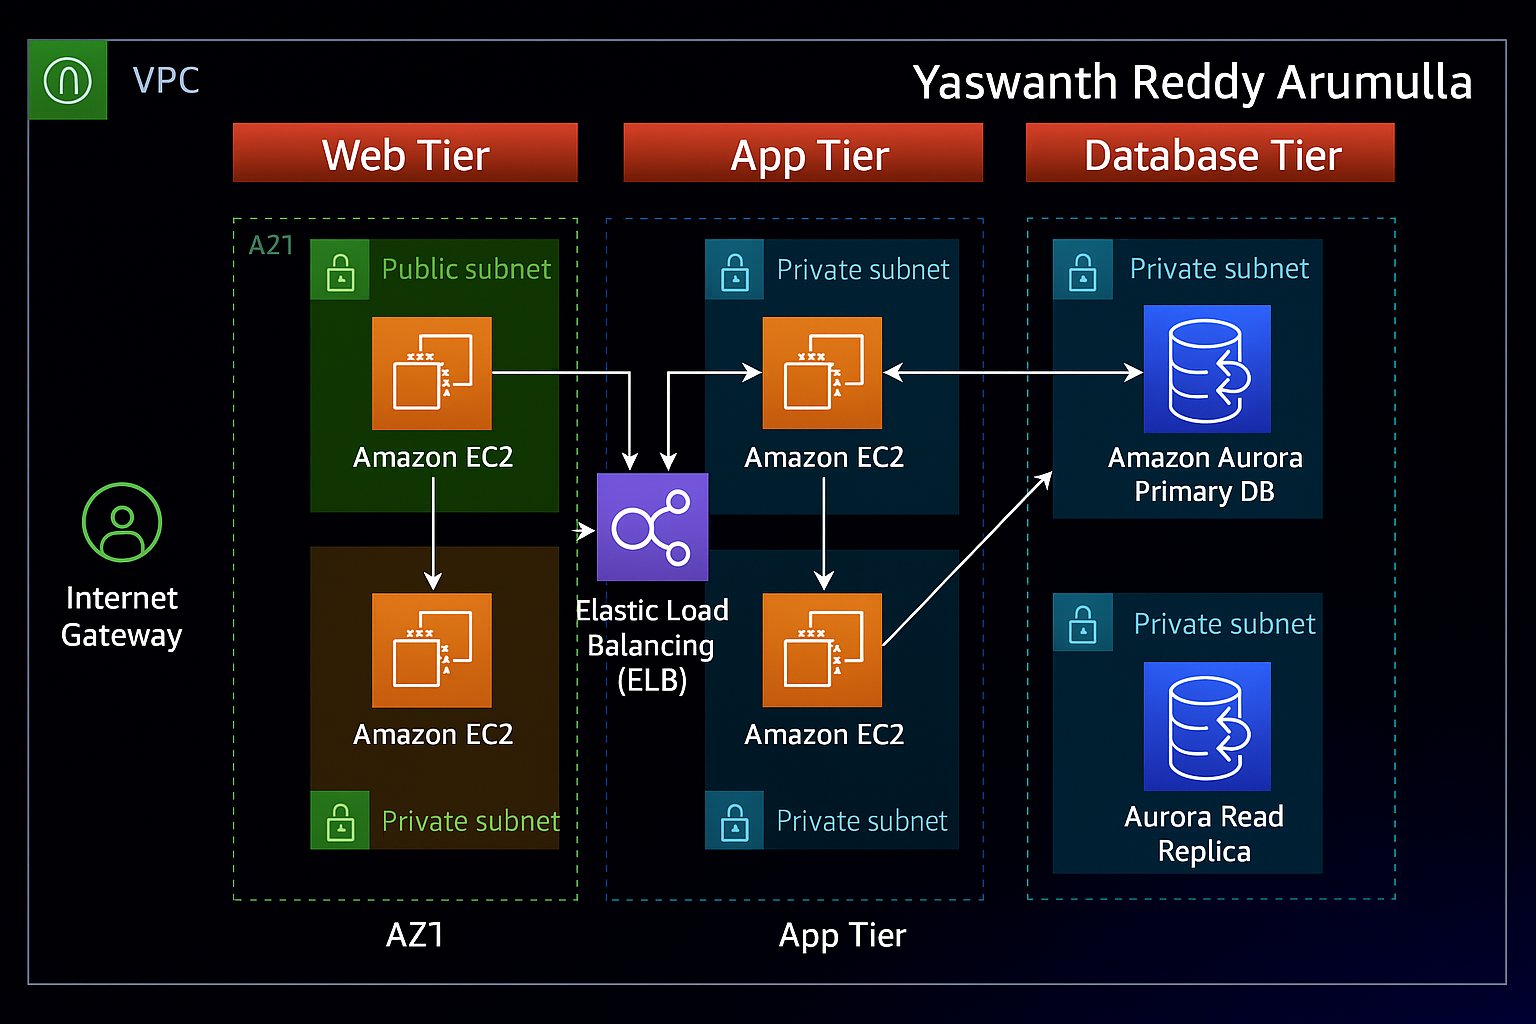 VPC
Yaswanth Reddy Arumulla
Web Tier
App Tier
Database Tier
A21
Public subnet
Amazon EC2
Amazon EC2
Private subnet
AZ1
Internet
Gateway
Elastic Load
Balancing
(ELB)
Private subnet
Amazon EC2
Amazon EC2
Private subnet
App Tier
Private subnet
Amazon Aurora
Primary DB
Private subnet
Aurora Read
Replica